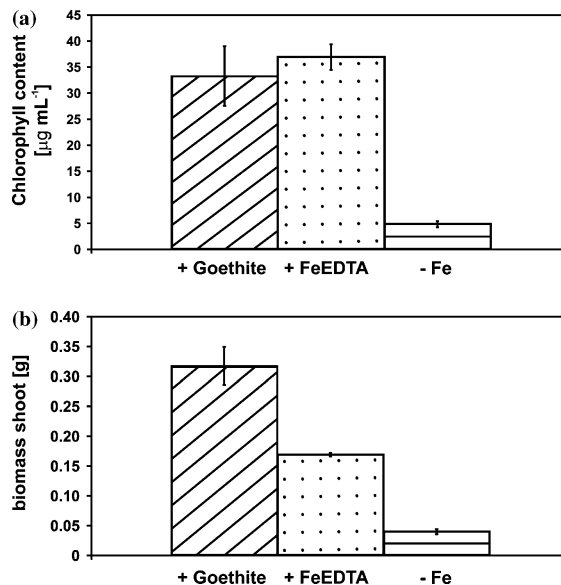 (a)
Chlorophyll content
[µg mL⁻¹]
45
40
35
30
25
20
15
10
5
0
+ Goethite + FeEDTA - Fe
(b)
biomass shoot [g]
0.40
0.35
0.30
0.25
0.20
0.15
0.10
0.05
0
+ Goethite + FeEDTA - Fe